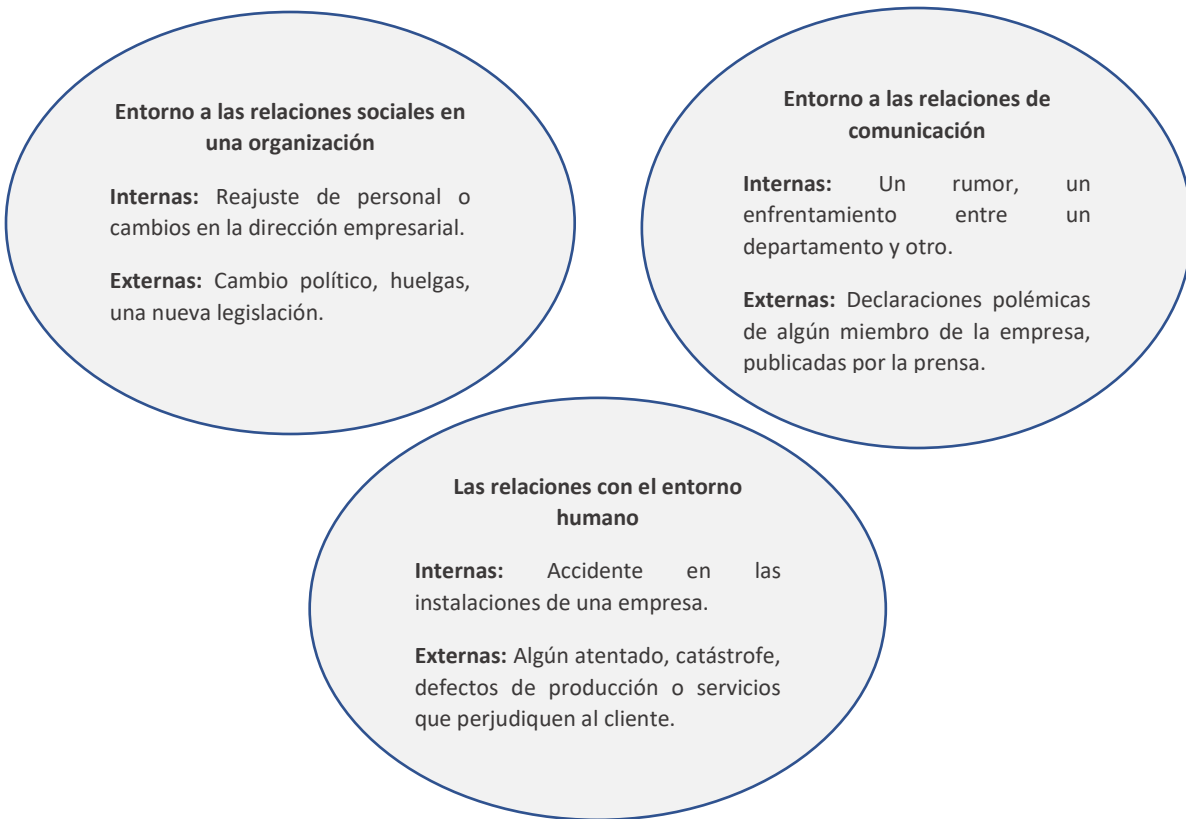 Entorno a las relaciones sociales en
una organización
Internas: Reajuste de personal o
cambios en la dirección empresarial.
Externas: Cambio político, huelgas,
una nueva legislación.
Entorno a las relaciones de
comunicación
Internas: Un rumor, un
enfrentamiento entre un
departamento y otro.
Externas: Declaraciones polémicas
de algún miembro de la empresa,
publicadas por la prensa.
Las relaciones con el entorno
humano
Internas: Accidente en las
instalaciones de una empresa.
Externas: Algún atentado, catástrofe,
defectos de producción o servicios
que perjudiquen al cliente.